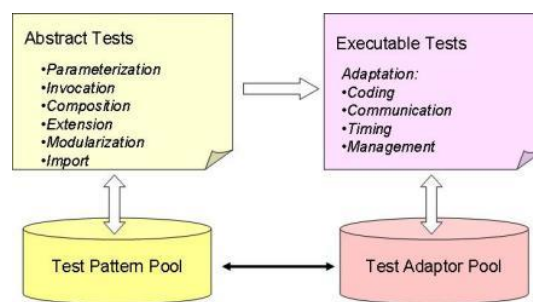 Abstract Tests
•Parameterization
•Invocation
•Composition
•Extension
•Modularization
•Import
Executable Tests
Adaptation:
•Coding
•Communication
•Timing
•Management
Test Pattern Pool
Test Adaptor Pool